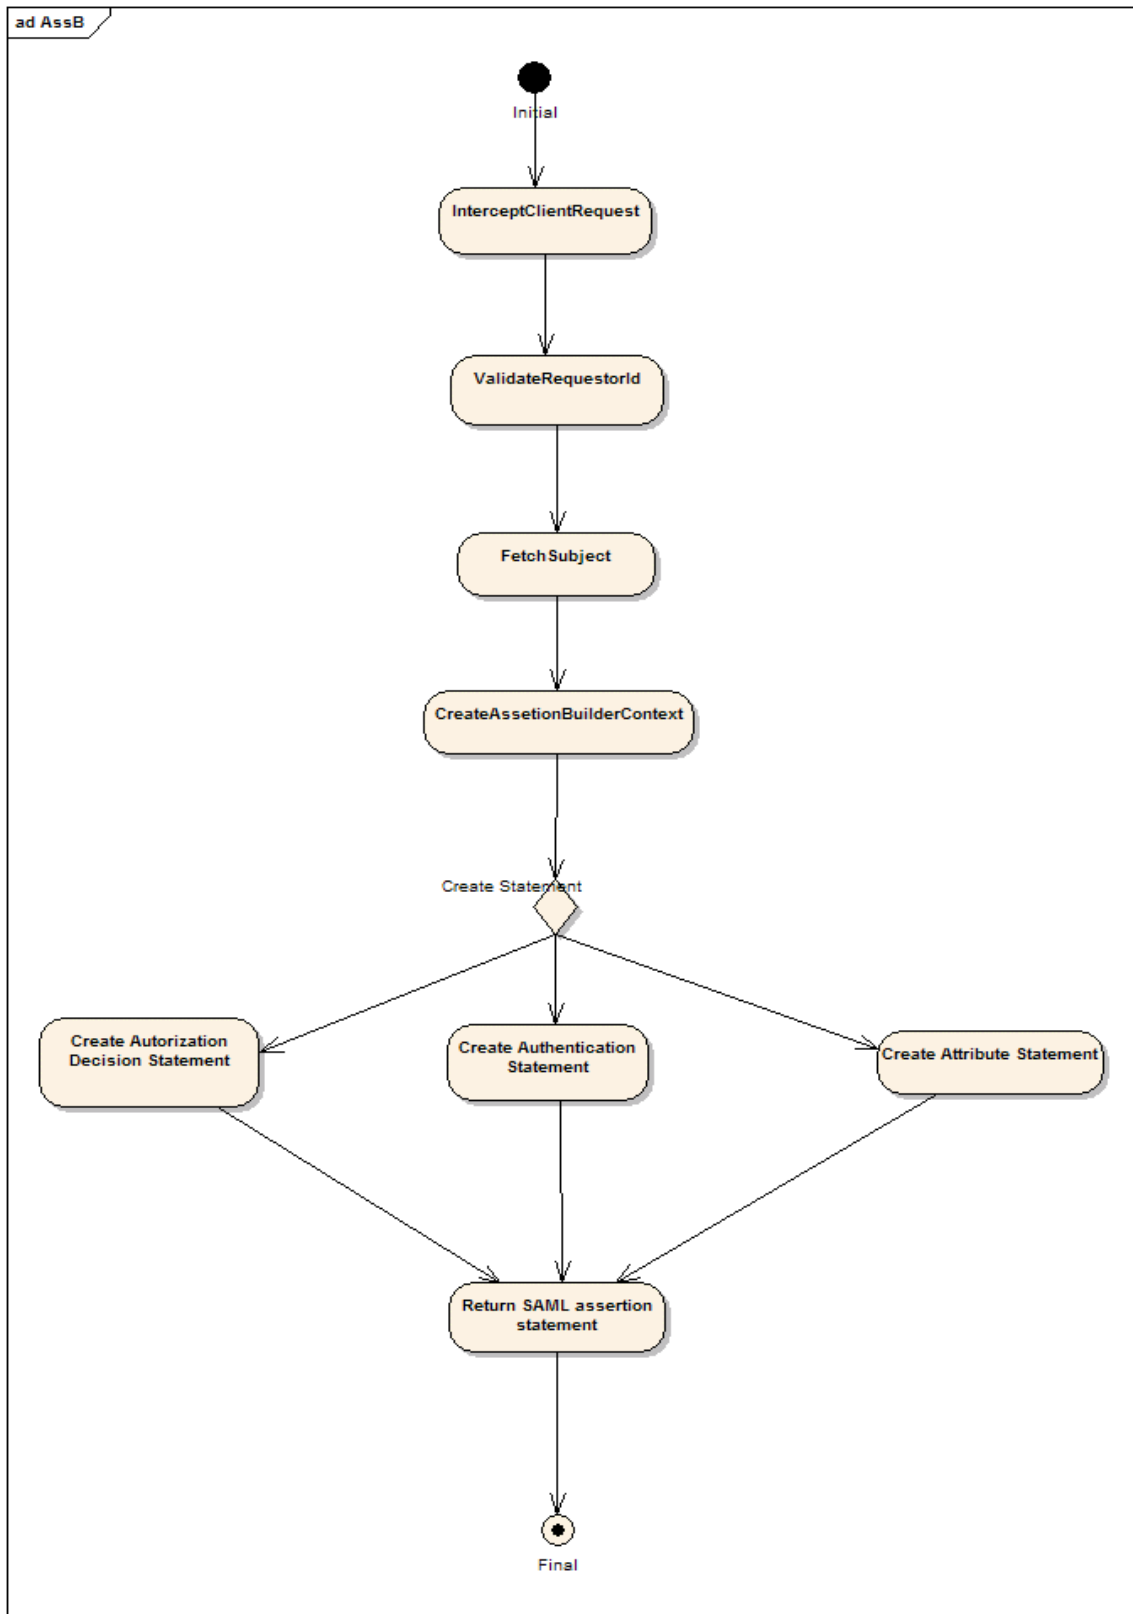 ad AssB
Initial
InterceptClientRequest
ValidateRequestorId
FetchSubject
CreateAssetionBuilderContext
Create Statement
Create Autorization
Decision Statement
Create Authentication
Statement
Create Attribute Statement
Return SAML assertion
statement
Final